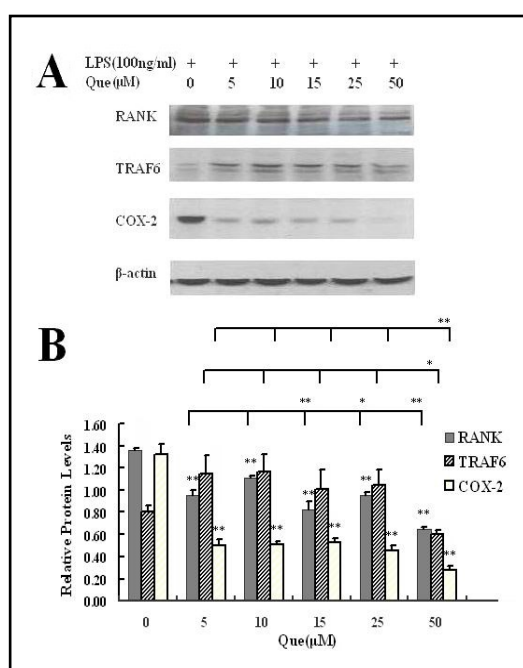 A
LPS(100ng/ml) + + + + + +
Que(μM) 0 5 10 15 25 50
RANK
TRAF6
COX-2
β-actin
B
**
*
** * **
Relative Protein Levels
1.60
1.40
1.20
1.00
0.80
0.60
0.40
0.20
0.00
** ** ** ** **
** ** ** ** **
RANK
TRAF6
COX-2
0 5 10 15 25 50
Que(μM)